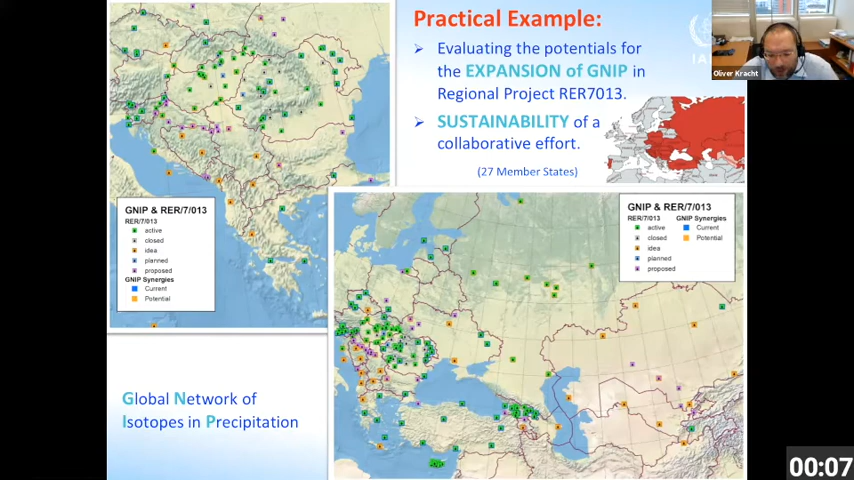 Practical Example:
Evaluating the potentials for
the EXPANSION of GNIP in
Regional Project RER7013.
SUSTAINABILITY of a
collaborative effort.
(27 Member States)
IA
Oliver Kracht
GNIP & RER/7/013
RER/7/013
active
closed
idea
planned
proposed
GNIP Synergies
Current
Potential
GNIP & RER/7/013
RER/7/013 GNIP Synergies
active Current
closed Potential
idea
planned
proposed
Global Network of
Isotopes in Precipitation
00:07